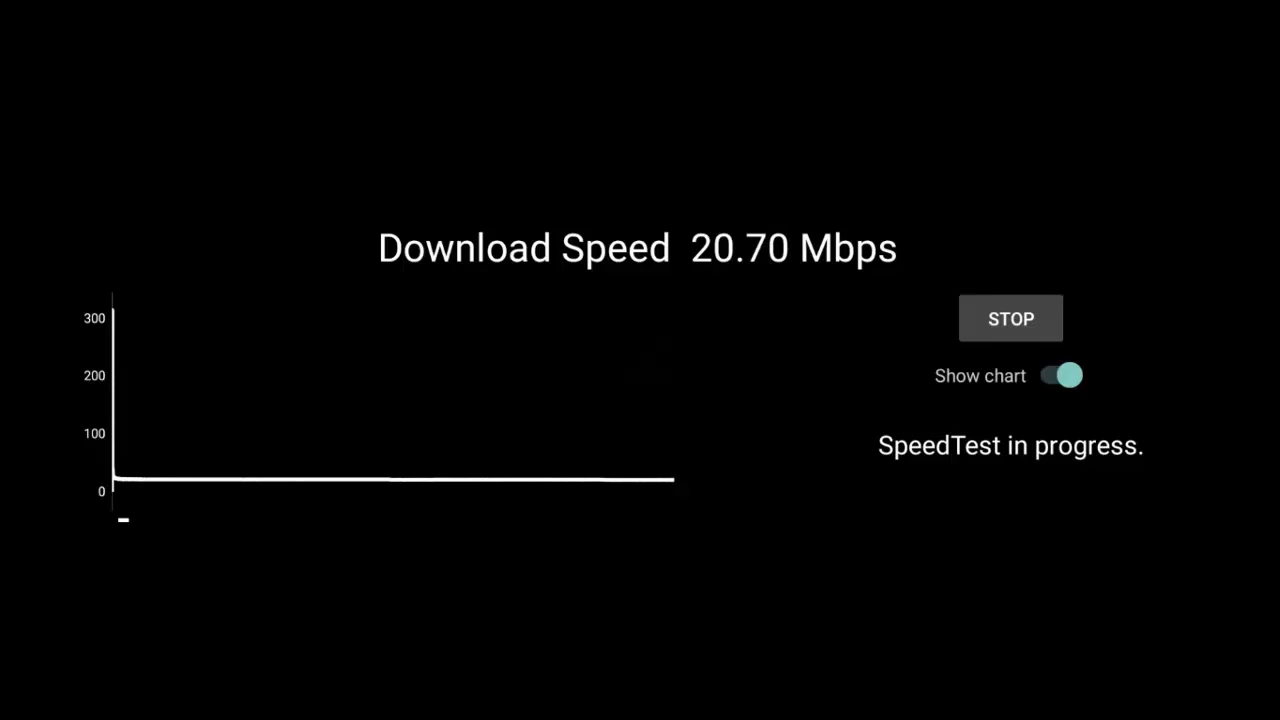 Download Speed 20.70 Mbps
300
200
100
0
STOP
Show chart
SpeedTest in progress.